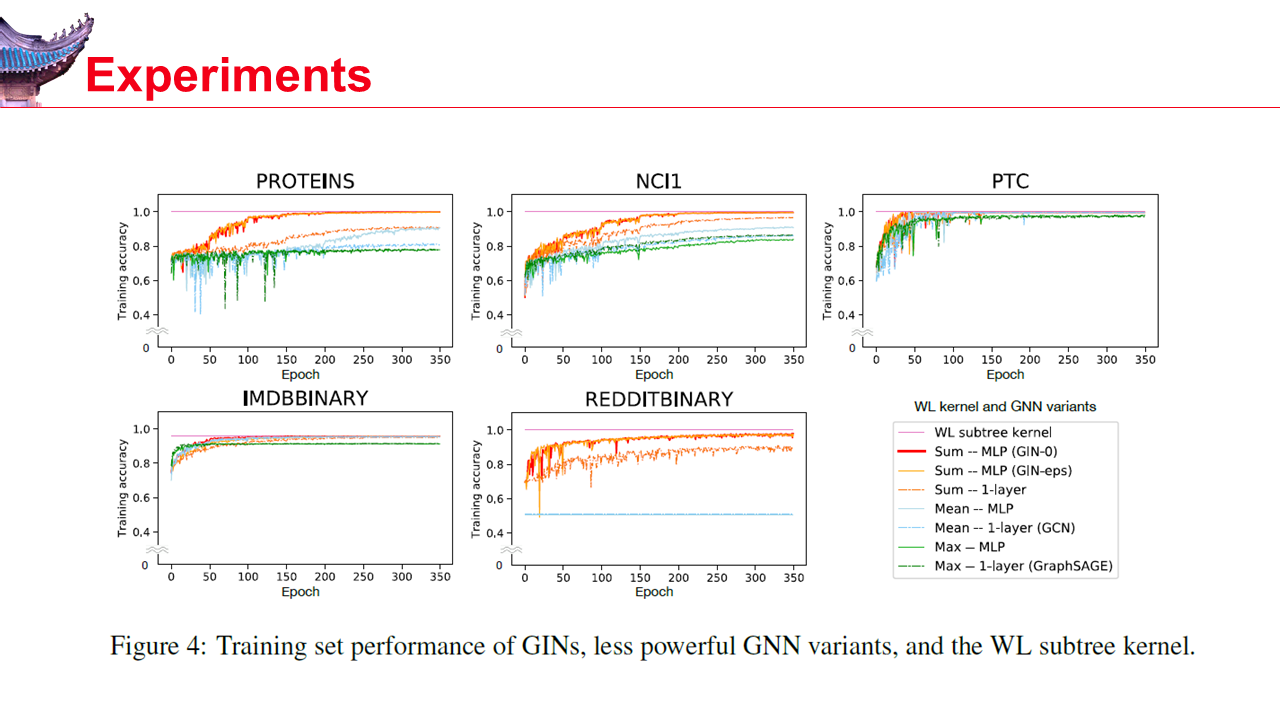 Experiments
PROTEINS
Training accuracy
1.0
0.8
0.6
0.4
0
0 50 100 150 200 250 300 350
Epoch
NCI1
Training accuracy
1.0
0.8
0.6
0.4
0
0 50 100 150 200 250 300 350
Epoch
PTC
Training accuracy
1.0
0.8
0.6
0.4
0
0 50 100 150 200 250 300 350
Epoch
IMDBBINARY
Training accuracy
1.0
0.8
0.6
0.4
0
0 50 100 150 200 250 300 350
Epoch
REDDITBINARY
Training accuracy
1.0
0.8
0.6
0.4
0
0 50 100 150 200 250 300 350
Epoch
WL kernel and GNN variants
WL subtree kernel
Sum -- MLP (GIN-0)
Sum -- MLP (GIN-eps)
Sum -- 1-layer
Mean -- MLP
Mean -- 1-layer (GCN)
Max -- MLP
Max -- 1-layer (GraphSAGE)
Figure 4: Training set performance of GINs, less powerful GNN variants, and the WL subtree kernel.